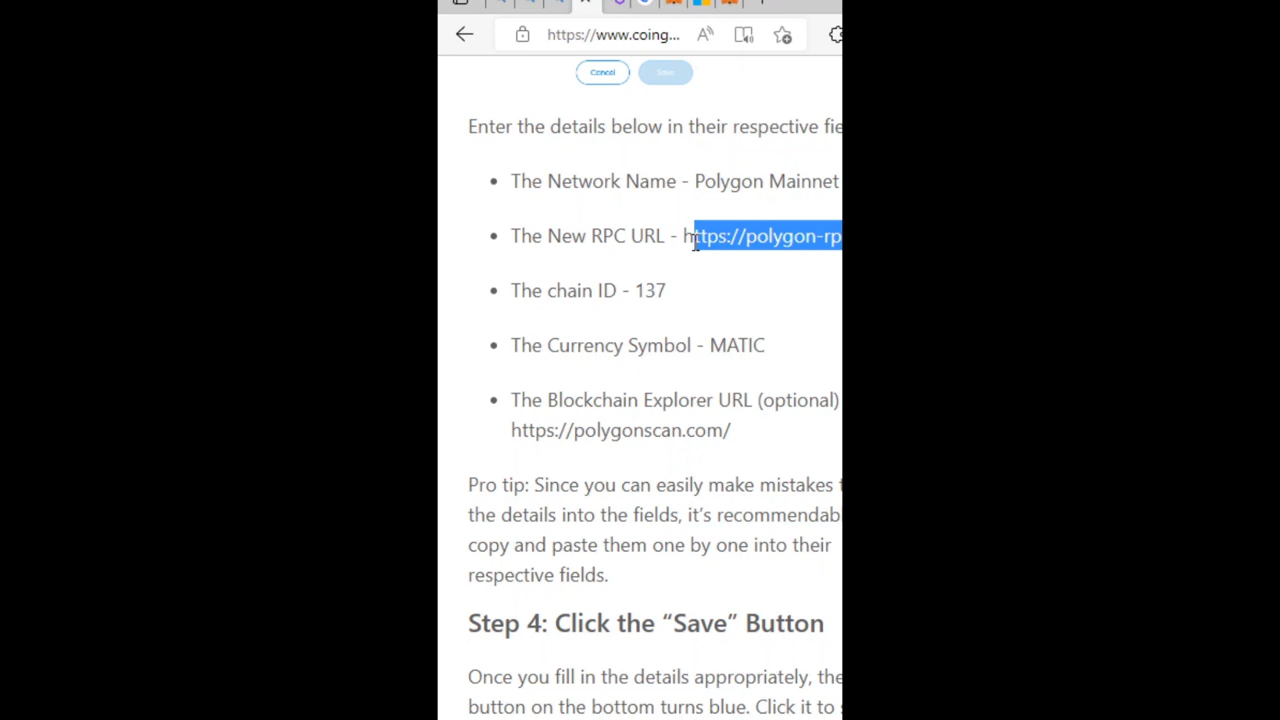 https://www.coing...
Cancel
Save
Enter the details below in their respective fie
The Network Name - Polygon Mainnet
The New RPC URL - https://polygon-rp
The chain ID - 137
The Currency Symbol - MATIC
The Blockchain Explorer URL (optional)
https://polygonscan.com/
Pro tip: Since you can easily make mistakes
the details into the fields, it's recommendab
copy and paste them one by one into their
respective fields.
Step 4: Click the “Save” Button
Once you fill in the details appropriately, the
button on the bottom turns blue. Click it to